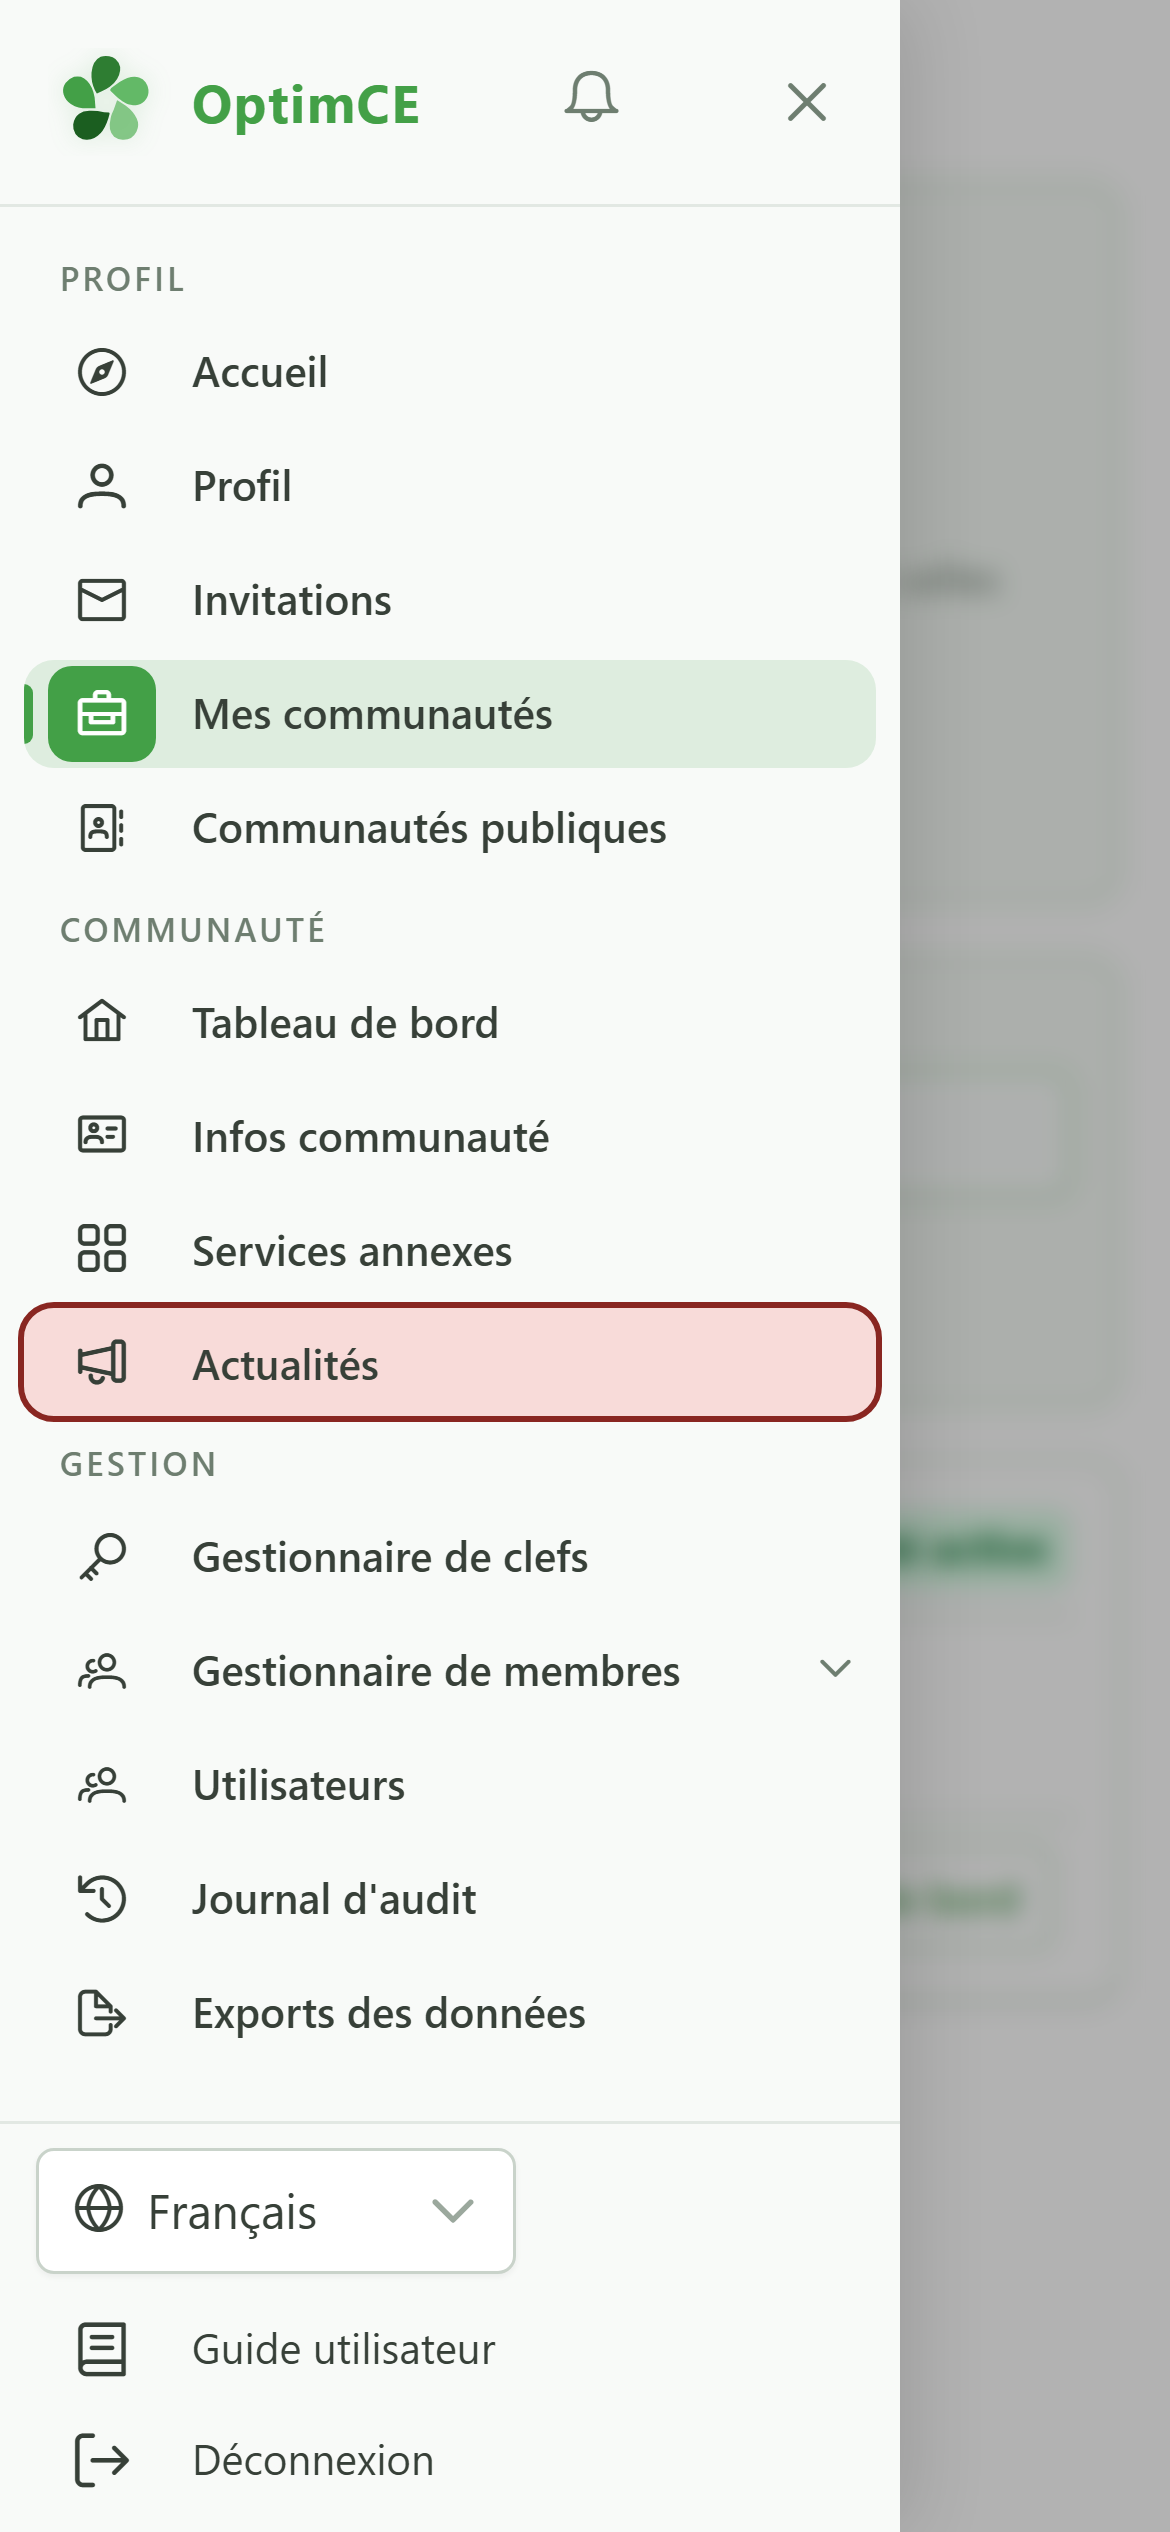 OptimCE
PROFIL
Accueil
Profil
Invitations
Mes communautés
Communautés publiques
COMMUNAUTÉ
Tableau de bord
Infos communauté
Services annexes
Actualités
GESTION
Gestionnaire de clefs
Gestionnaire de membres
Utilisateurs
Journal d'audit
Exports des données
Français
Guide utilisateur
Déconnexion